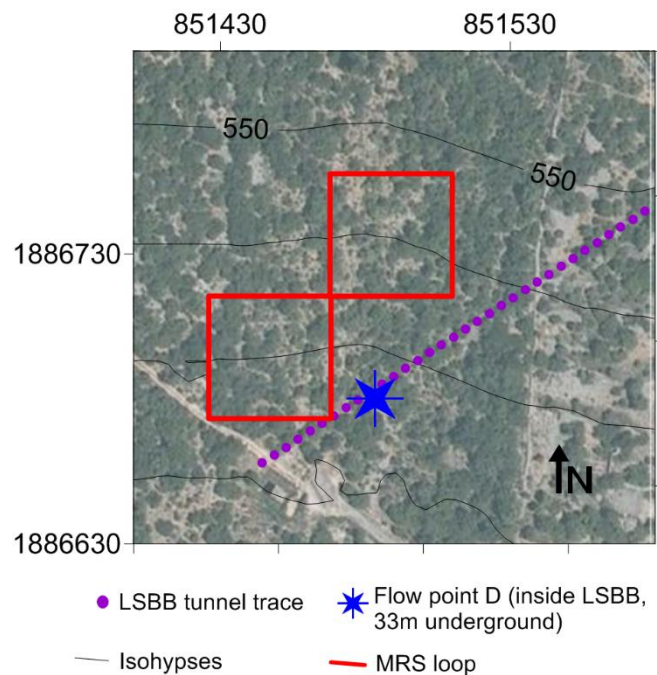 851430 851530
550
550
1886730
N
1886630
LSBB tunnel trace
Flow point D (inside LSBB,
33m underground)
Isohypses
MRS loop